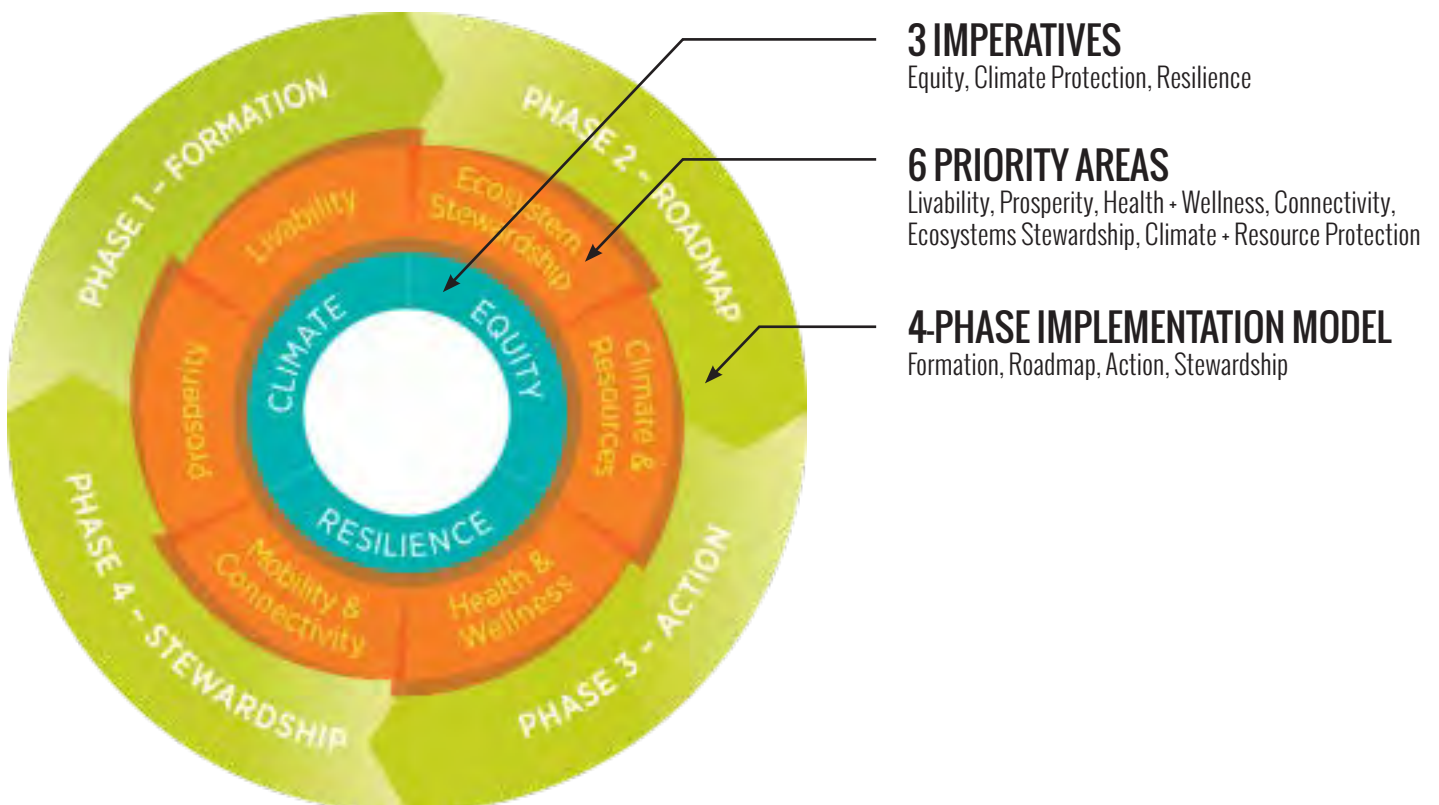 PHASE 1 - FORMATION
PHASE 2 - ROADMAP
PHASE 3 - ACTION
PHASE 4 - STEWARDSHIP
Livability
Ecosystem
Stewardship
Climate &
Resources
Health &
Wellness
Mobility &
Connectivity
prosperity
CLIMATE
EQUITY
RESILIENCE
3 IMPERATIVES
Equity, Climate Protection, Resilience
6 PRIORITY AREAS
Livability, Prosperity, Health + Wellness, Connectivity,
Ecosystems Stewardship, Climate + Resource Protection
4-PHASE IMPLEMENTATION MODEL
Formation, Roadmap, Action, Stewardship